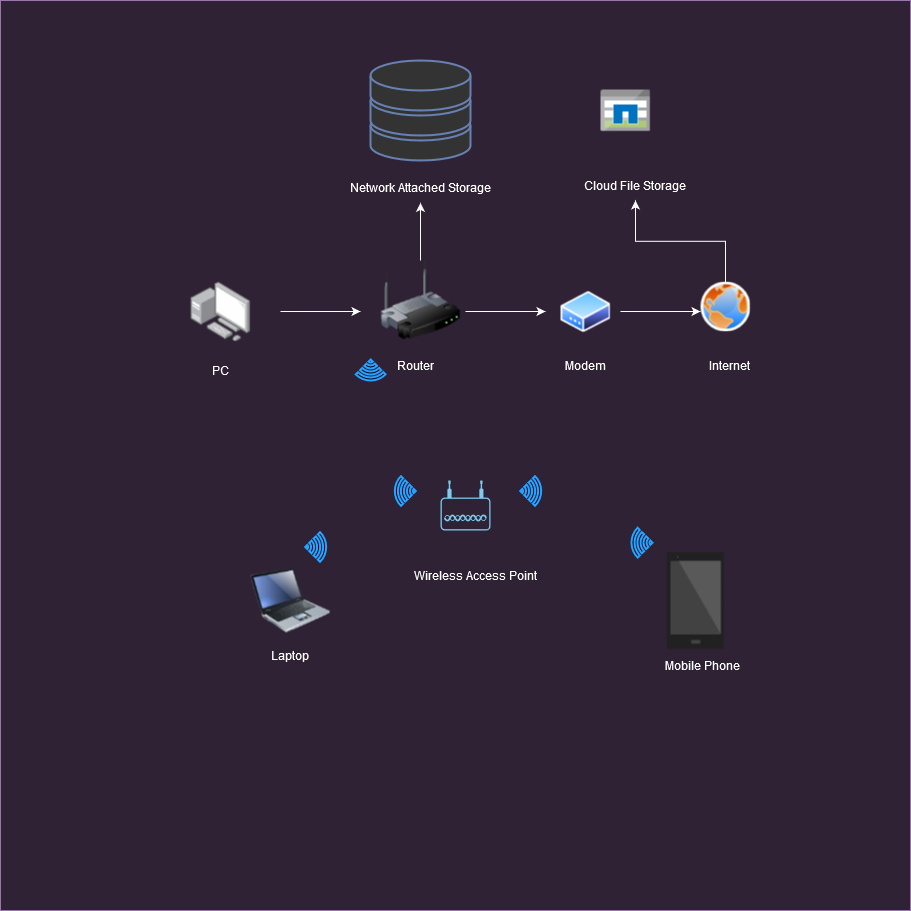 Network Attached Storage
Cloud File Storage
PC
Router
Modem
Internet
Wireless Access Point
Laptop
Mobile Phone